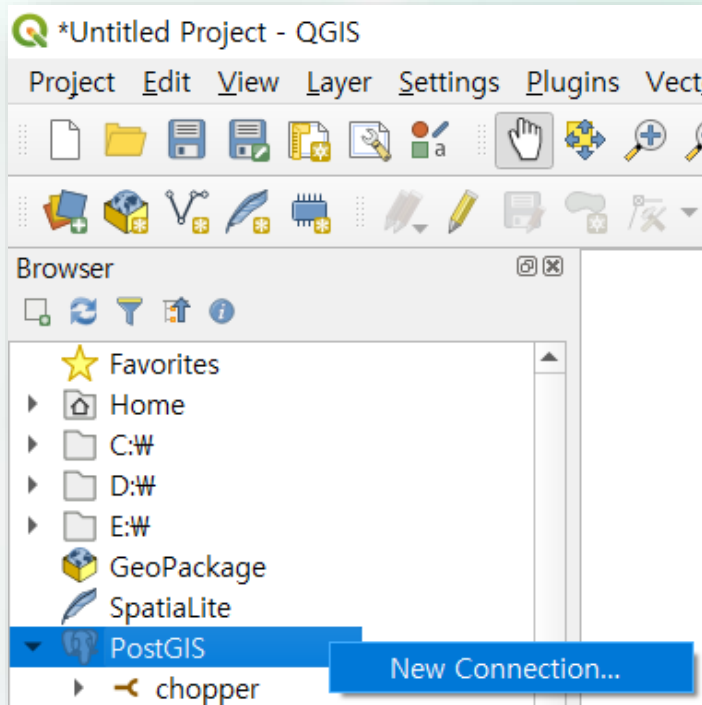 *Untitled Project - QGIS
Project Edit View Layer Settings Plugins Vect
a
Browser
Favorites
Home
C:₩
D:₩
E:₩
GeoPackage
SpatiaLite
PostGIS
New Connection...
chopper